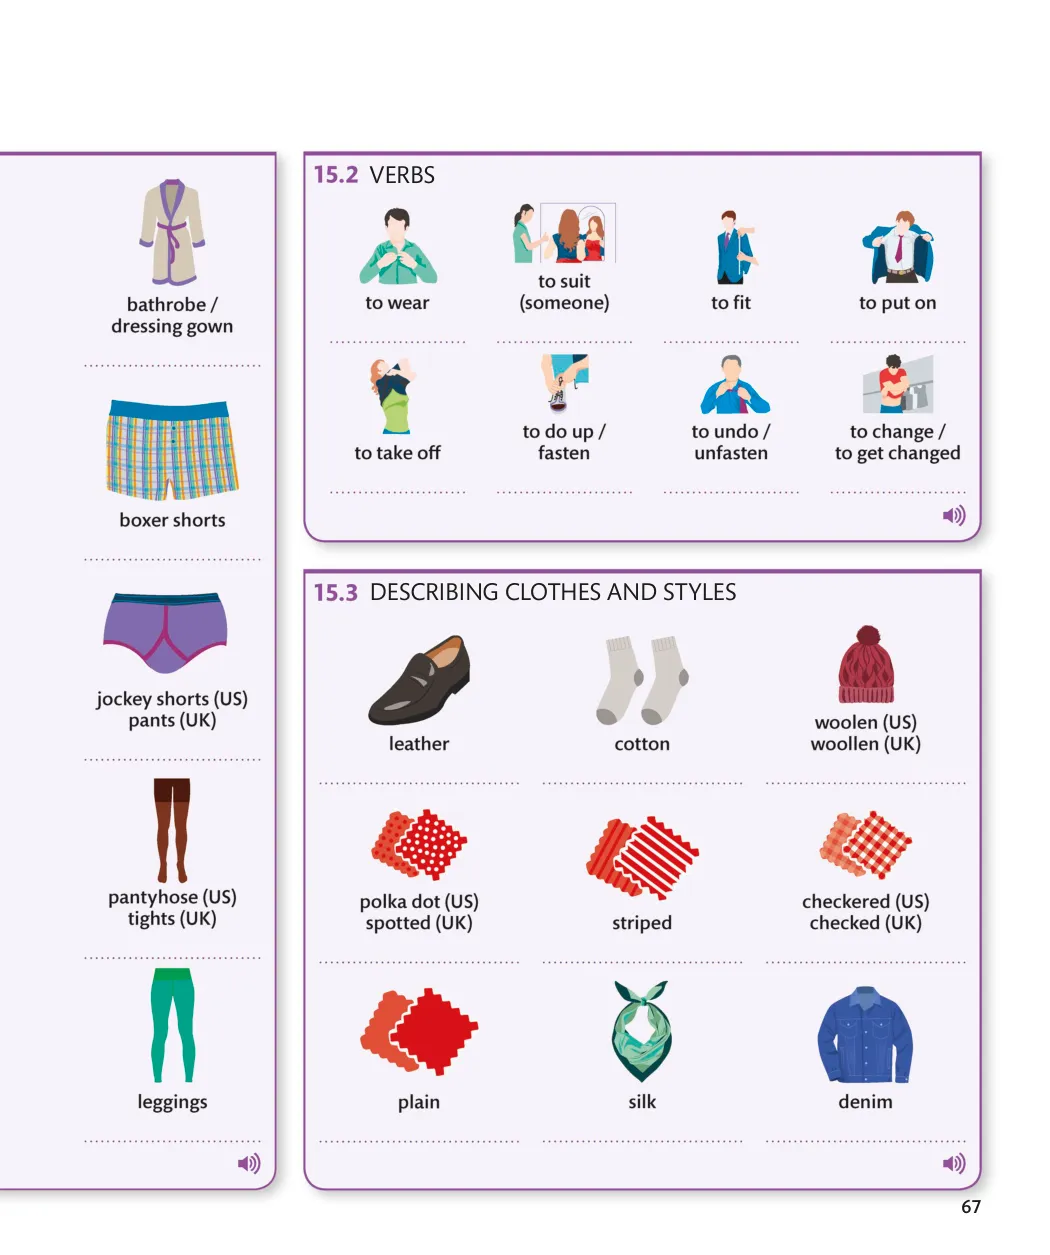 bathrobe /
dressing gown
boxer shorts
jockey shorts (US)
pants (UK)
pantyhose (US)
tights (UK)
leggings
15.2 VERBS
to wear
to suit
(someone)
to fit
to put on
to take off
to do up /
fasten
to undo /
unfasten
to change /
to get changed
15.3 DESCRIBING CLOTHES AND STYLES
leather
cotton
woolen (US)
woollen (UK)
polka dot (US)
spotted (UK)
striped
checkered (US)
checked (UK)
plain
silk
denim
67